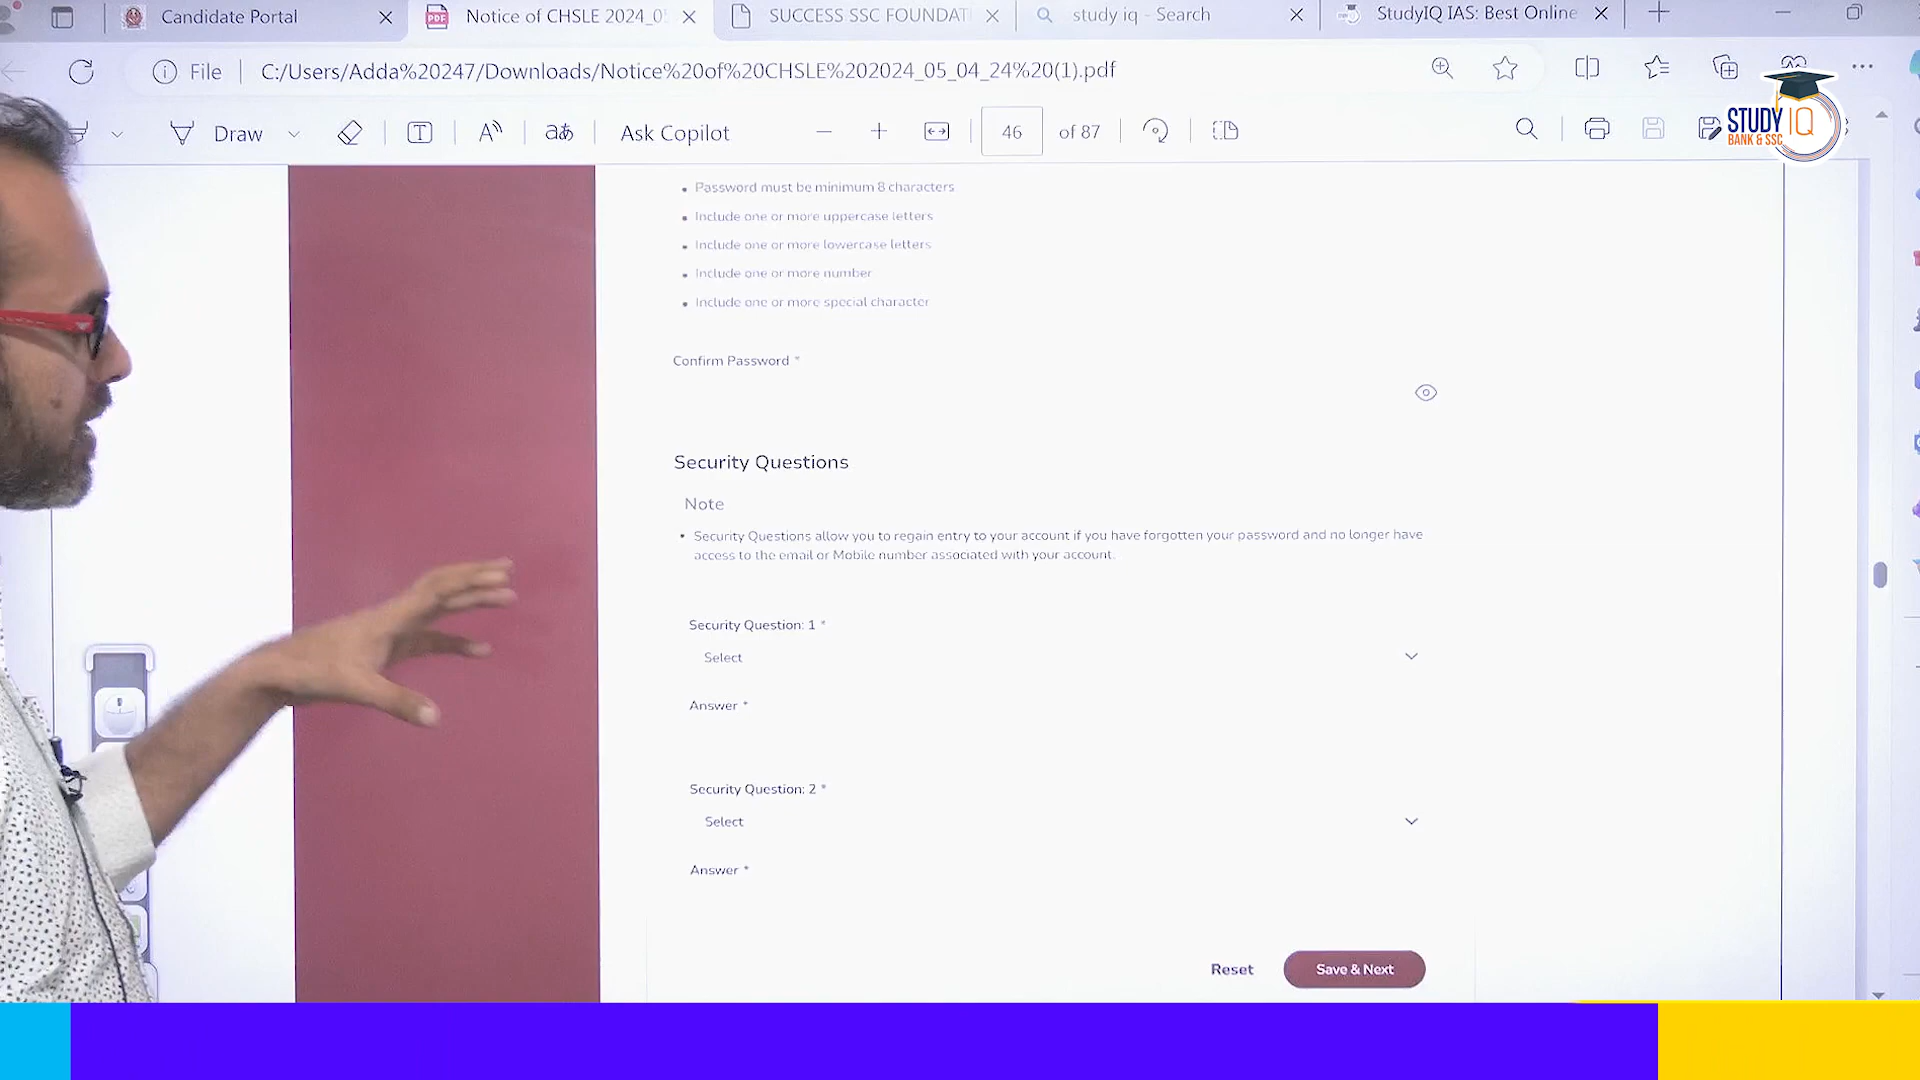 Candidate Portal
Notice of CHSLE 2024_05
SUCCESS SSC FOUNDAT
study iq - Search
StudyIQ IAS: Best Online
File
C:/Users/Adda%20247/Downloads/Notice%20of%20CHSLE%202024_05_04_24%20(1).pdf
Draw
Ask Copilot
46
of 87
STUDY IQ
BANK & SSC
Password must be minimum 8 characters
Include one or more uppercase letters
Include one or more lowercase letters
Include one or more number
Include one or more special character
Confirm Password *
Security Questions
Note
Security Questions allow you to regain entry to your account if you have forgotten your password and no longer have
access to the email or Mobile number associated with your account.
Security Question: 1 *
Select
Answer *
Security Question: 2 *
Select
Answer *
Reset
Save & Next